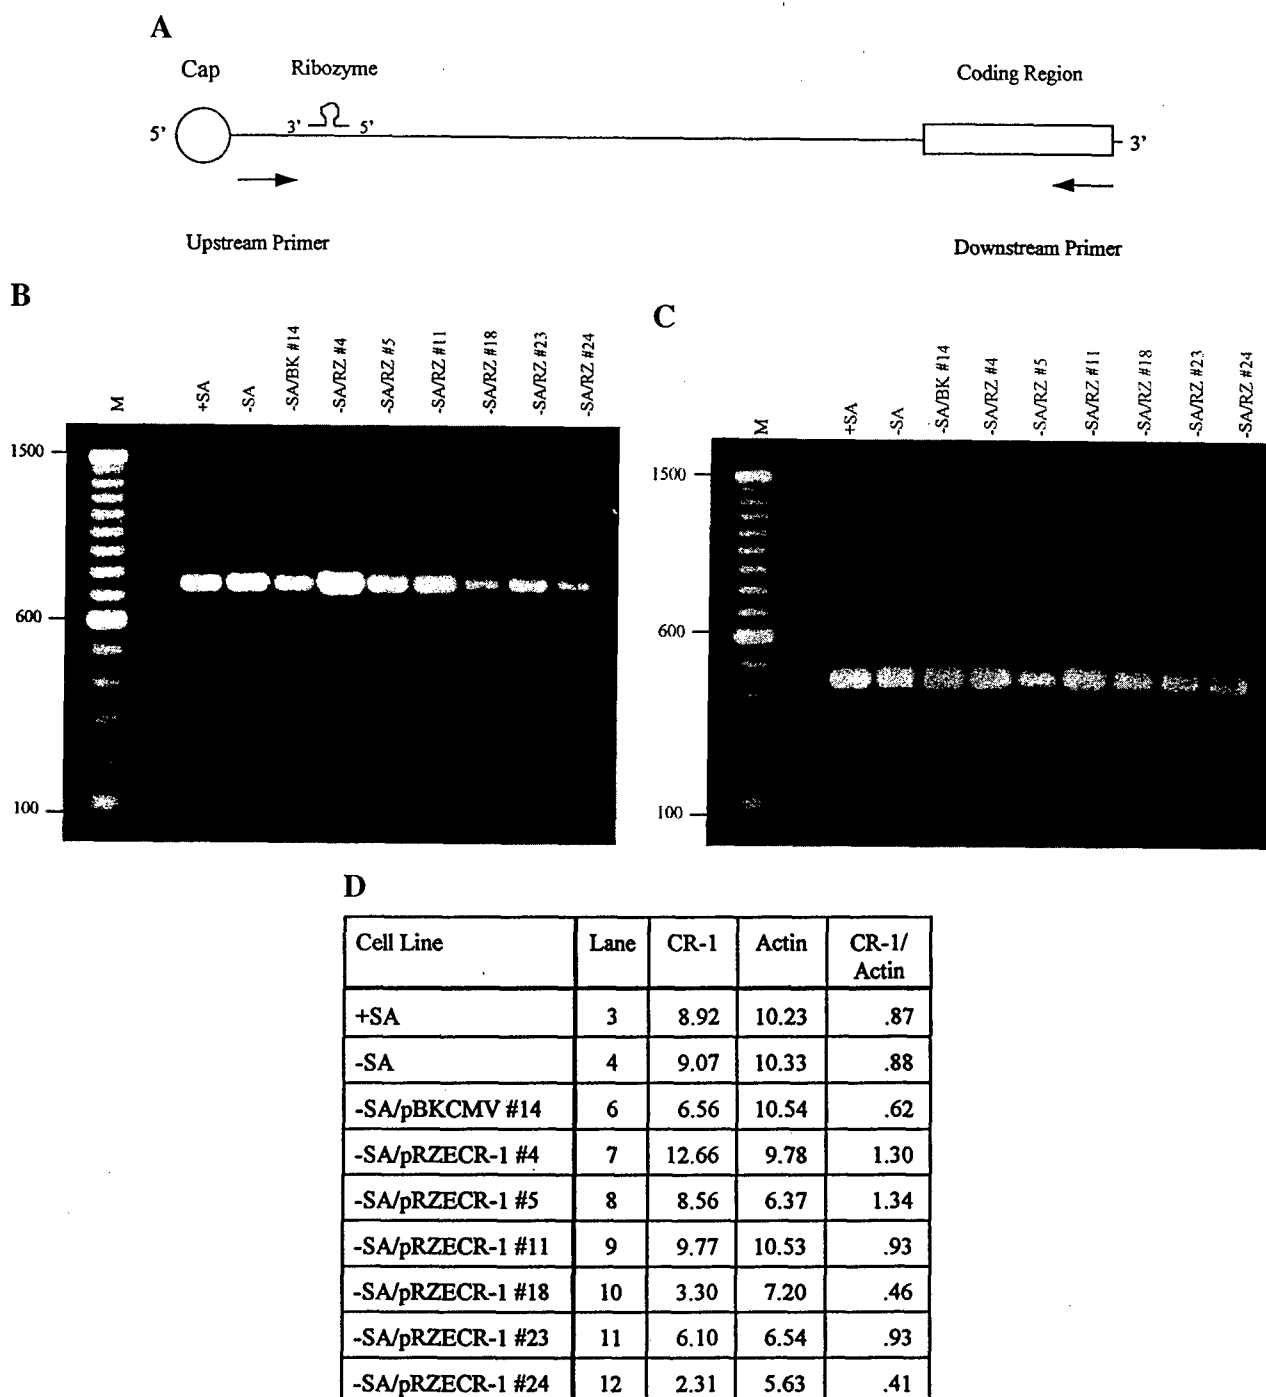 A
Cap
Ribozyme
Coding Region
5’
3’
5’
3’
Upstream Primer
Downstream Primer
B
M
+SA
-SA
-SA/BK #14
-SA/RZ #4
-SA/RZ #5
-SA/RZ #11
-SA/RZ #18
-SA/RZ #23
-SA/RZ #24
1500
600
100
C
M
+SA
-SA
-SA/BK #14
-SA/RZ #4
-SA/RZ #5
-SA/RZ #11
-SA/RZ #18
-SA/RZ #23
-SA/RZ #24
1500
600
100
D
Cell Line Lane CR-1 Actin CR-1/
Actin
+SA 3 8.92 10.23 .87
-SA 4 9.07 10.33 .88
-SA/pBKCMV #14 6 6.56 10.54 .62
-SA/pRZECR-1 #4 7 12.66 9.78 1.30
-SA/pRZECR-1 #5 8 8.56 6.37 1.34
-SA/pRZECR-1 #11 9 9.77 10.53 .93
-SA/pRZECR-1 #18 10 3.30 7.20 .46
-SA/pRZECR-1 #23 11 6.10 6.54 .93
-SA/pRZECR-1 #24 12 2.31 5.63 .41